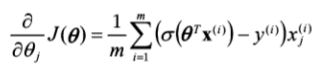 ∂/∂θ_j J(θ) = 1/m ∑_{i=1}^{m} (σ(θ^T x^{(i)}) − y^{(i)}) x_j^{(i)}